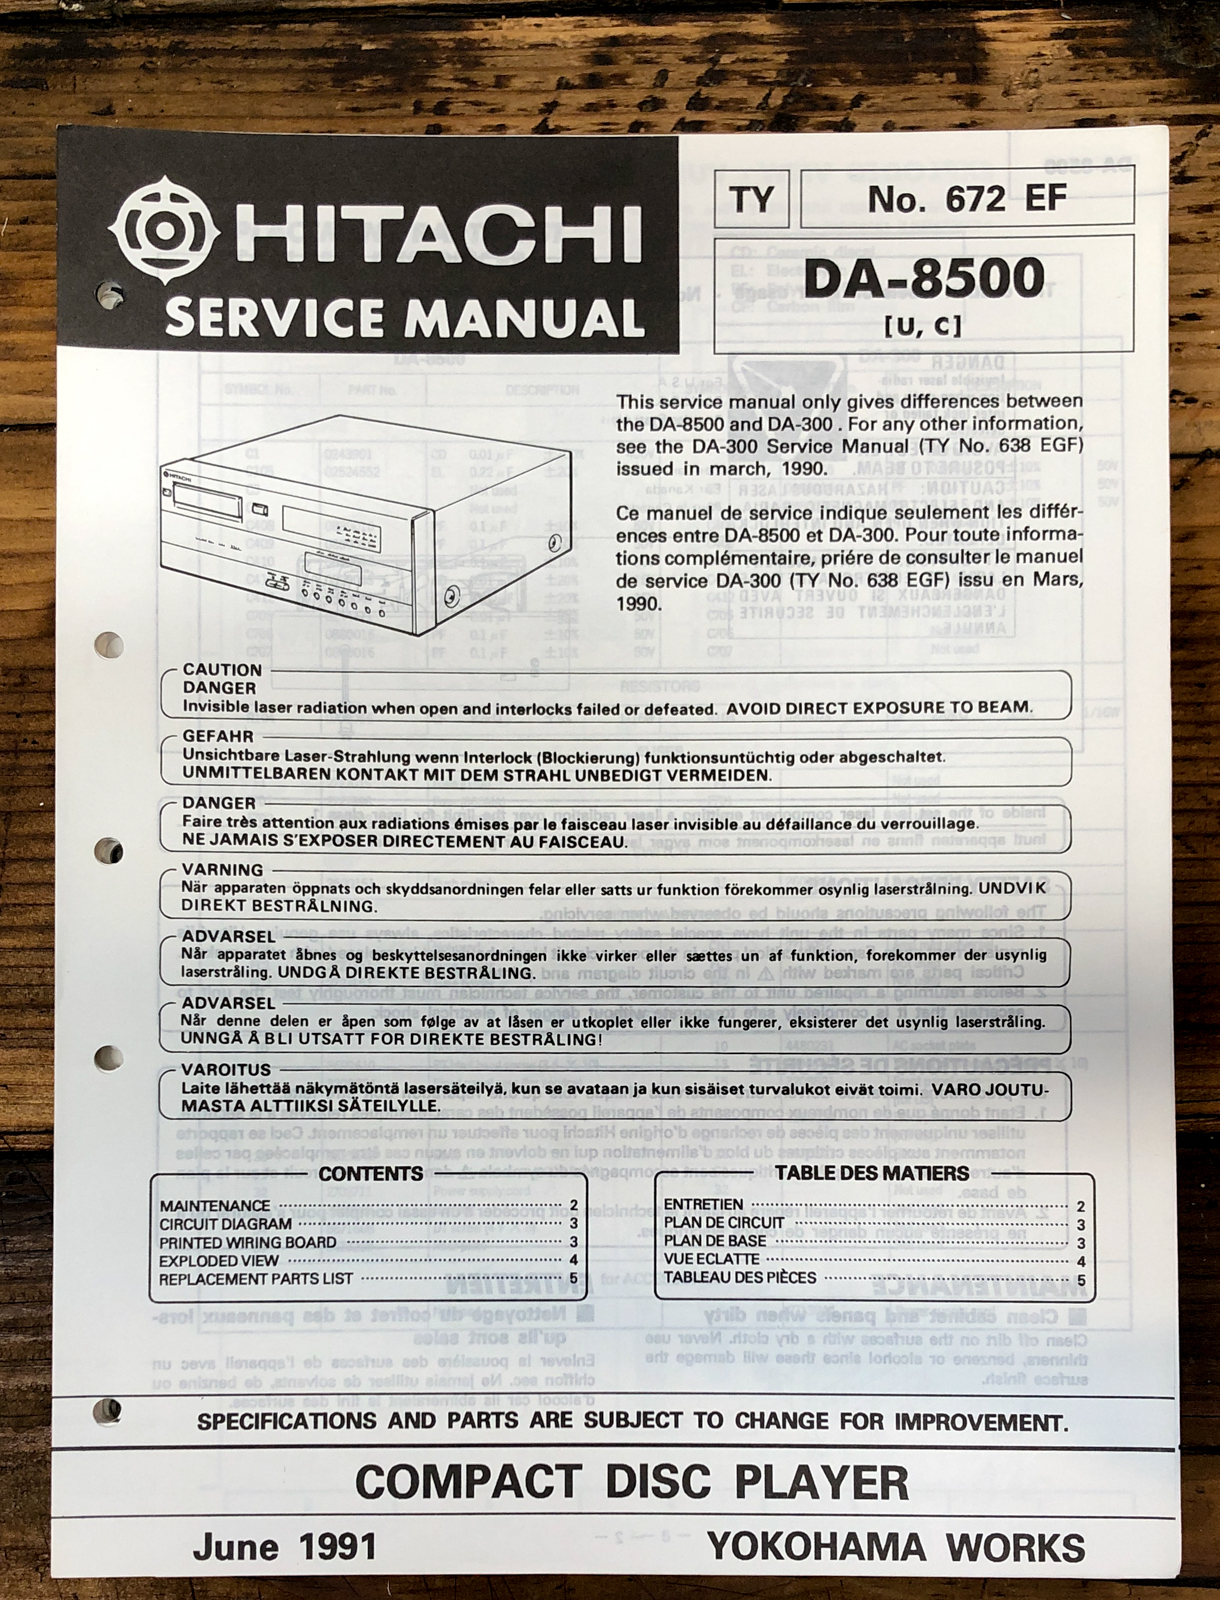 HITACHI
SERVICE MANUAL
TY
No. 672 EF
DA-8500
[U, C]
This service manual only gives differences between
the DA-8500 and DA-300 . For any other information,
see the DA-300 Service Manual (TY No. 638 EGF)
issued in march, 1990.
Ce manuel de service indique seulement les différ-
ences entre DA-8500 et DA-300. Pour toute informa-
tions complémentaire, priére de consulter le manuel
de service DA-300 (TY No. 638 EGF) issu en Mars,
1990.
HITACHI
CAUTION
DANGER
Invisible laser radiation when open and interlocks failed or defeated. AVOID DIRECT EXPOSURE TO BEAM.
GEFAHR
Unsichtbare Laser-Strahlung wenn Interlock (Blockierung) funktionsuntüchtig oder abgeschaltet.
UNMITTELBAREN KONTAKT MIT DEM STRAHL UNBEDIGT VERMEIDEN.
DANGER
Faire très attention aux radiations émises par le faisceau laser invisible au défaillance du verrouillage.
NE JAMAIS S'EXPOSER DIRECTEMENT AU FAISCEAU.
VARNING
När apparaten öppnats och skyddsanordningen felar eller satts ur funktion förekommer osynlig laserstrålning. UNDVIK
DIREKT BESTRÅLNING.
ADVARSEL
Når apparatet åbnes og beskyttelsesanordningen ikke virker eller sættes un af funktion, forekommer der usynlig
laserstråling. UNDGÅ DIREKTE BESTRÅLING.
ADVARSEL
Når denne delen er åpen som følge av at låsen er utkoplet eller ikke fungerer, eksisterer det usynlig laserstråling.
UNNGÅ Å BLI UTSATT FOR DIREKTE BESTRÅLING!
VAROITUS
Laite lähettää näkymätöntä lasersäteilyä, kun se avataan ja kun sisäiset turvalukot eivät toimi. VARO JOUTU-
MASTA ALTTIIKSI SÄTEILYLLE.
CONTENTS
MAINTENANCE 2
CIRCUIT DIAGRAM 3
PRINTED WIRING BOARD 3
EXPLODED VIEW 4
REPLACEMENT PARTS LIST 5
TABLE DES MATIERS
ENTRETIEN 2
PLAN DE CIRCUIT 3
PLAN DE BASE 3
VUE ECLATTE 4
TABLEAU DES PIÈCES 5
SPECIFICATIONS AND PARTS ARE SUBJECT TO CHANGE FOR IMPROVEMENT.
COMPACT DISC PLAYER
June 1991
YOKOHAMA WORKS